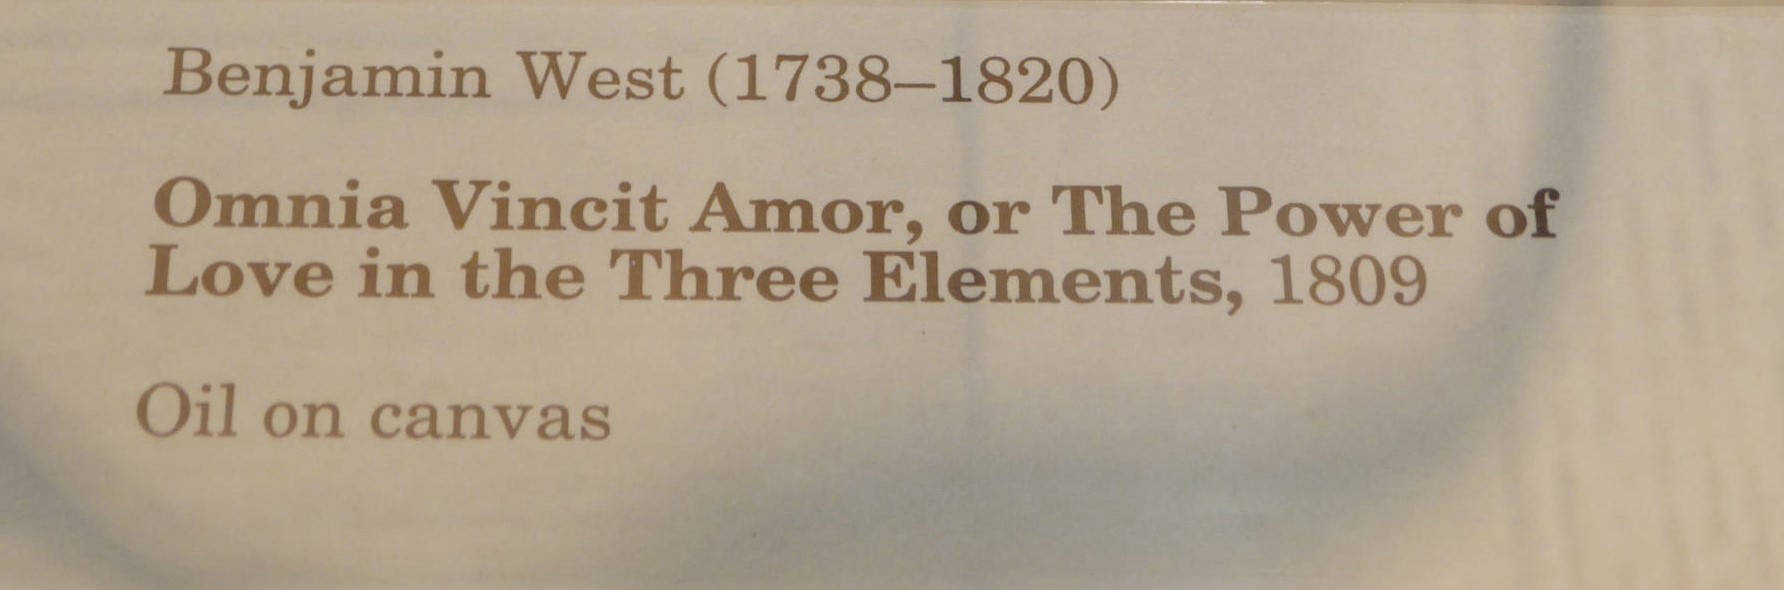 Benjamin West (1738–1820)
Omnia Vincit Amor, or The Power of
Love in the Three Elements, 1809
Oil on canvas